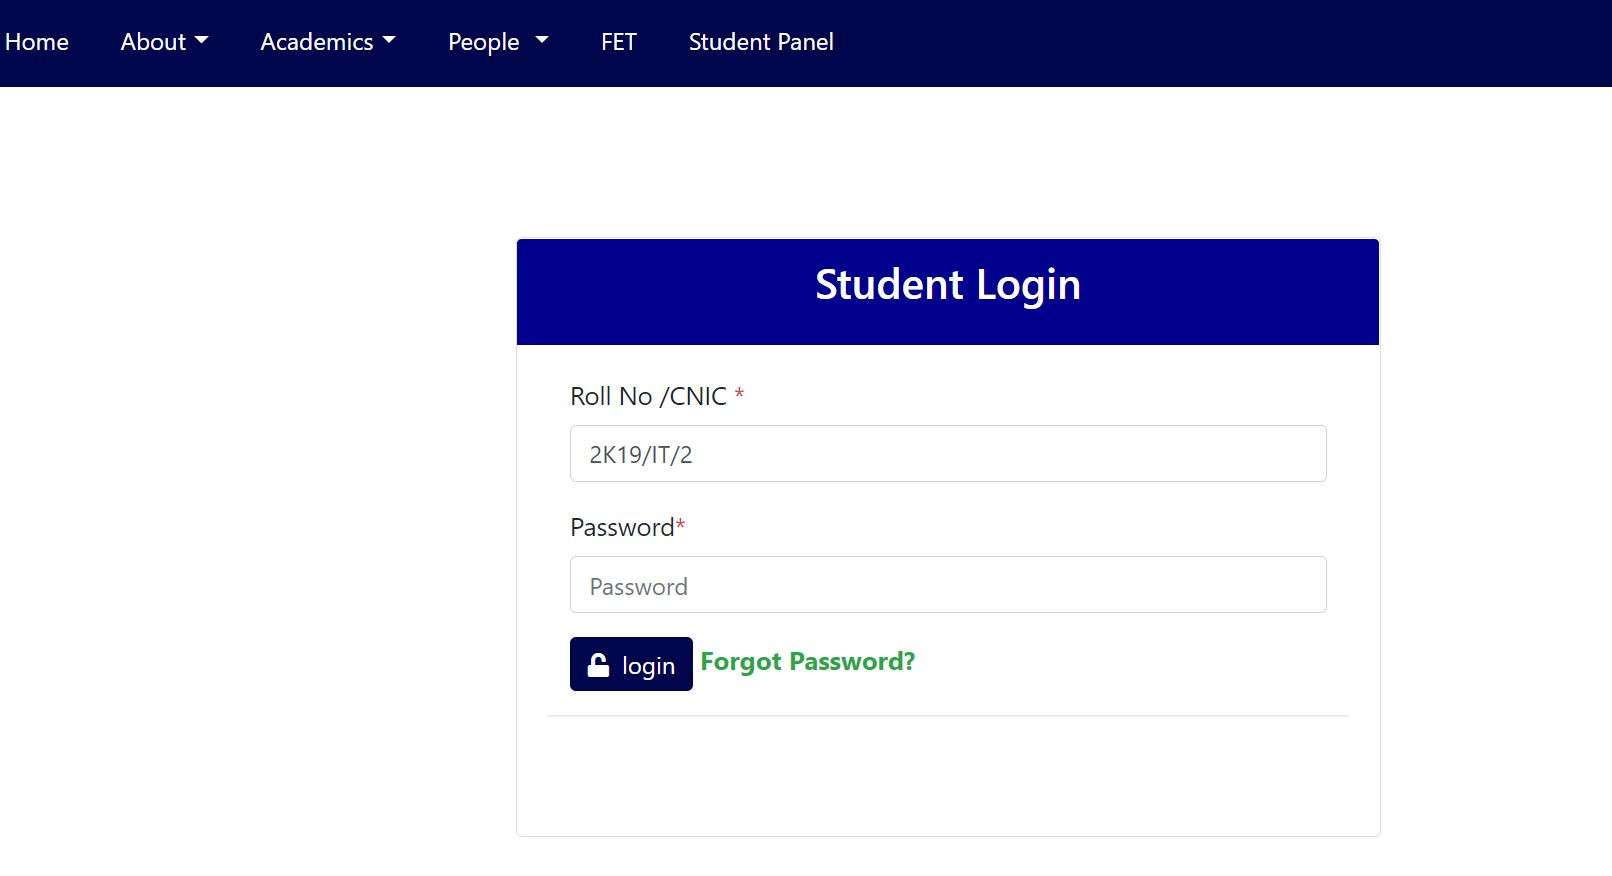 Home About Academics People FET Student Panel
Student Login
Roll No /CNIC *
2K19/IT/2
Password*
Password
login Forgot Password?